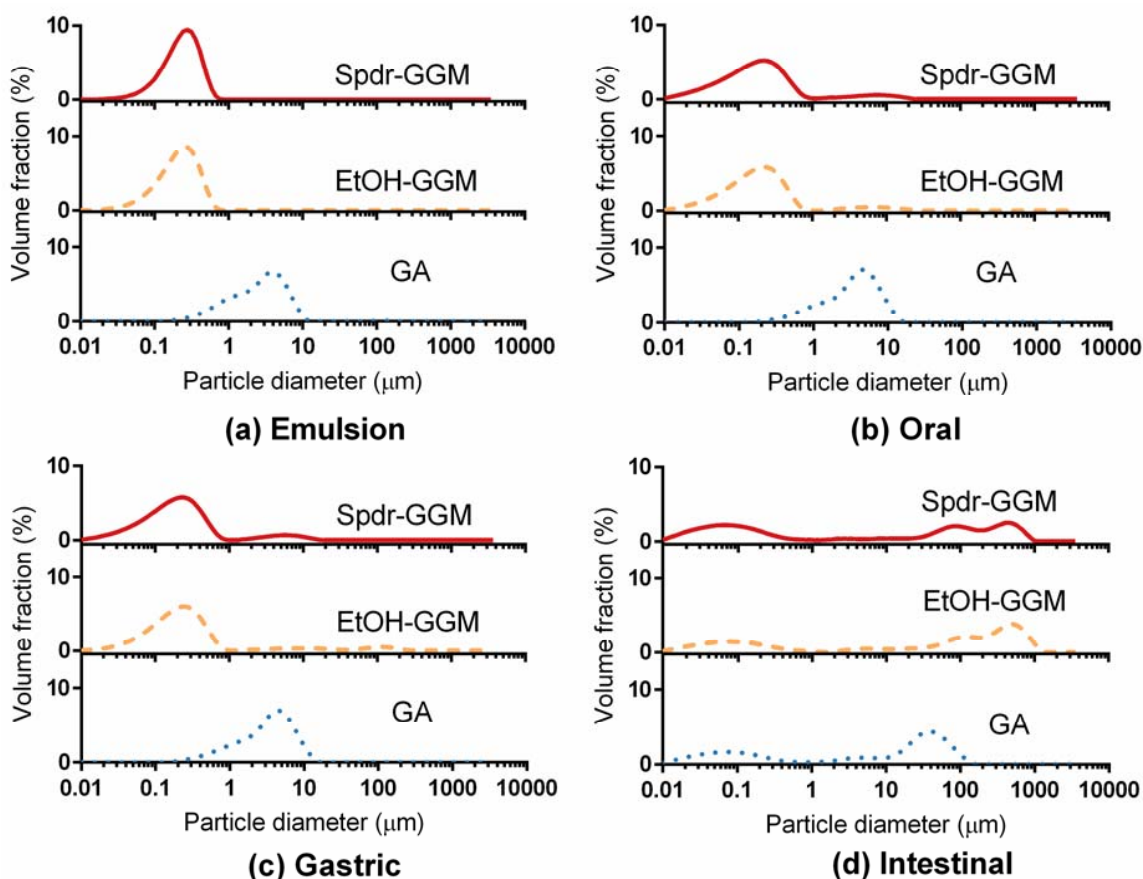 10
Spdr-GGM
0
10
EtOH-GGM
0
10
GA
0
Volume fraction (%)
0.01 0.1 1 10 100 1000 10000
Particle diameter (μm)
(a) Emulsion
10
Spdr-GGM
0
10
EtOH-GGM
0
10
GA
0
Volume fraction (%)
0.01 0.1 1 10 100 1000 10000
Particle diameter (μm)
(b) Oral
10
Spdr-GGM
0
10
EtOH-GGM
0
10
GA
0
Volume fraction (%)
0.01 0.1 1 10 100 1000 10000
Particle diameter (μm)
(c) Gastric
10
Spdr-GGM
0
10
EtOH-GGM
0
10
GA
0
Volume fraction (%)
0.01 0.1 1 10 100 1000 10000
Particle diameter (μm)
(d) Intestinal